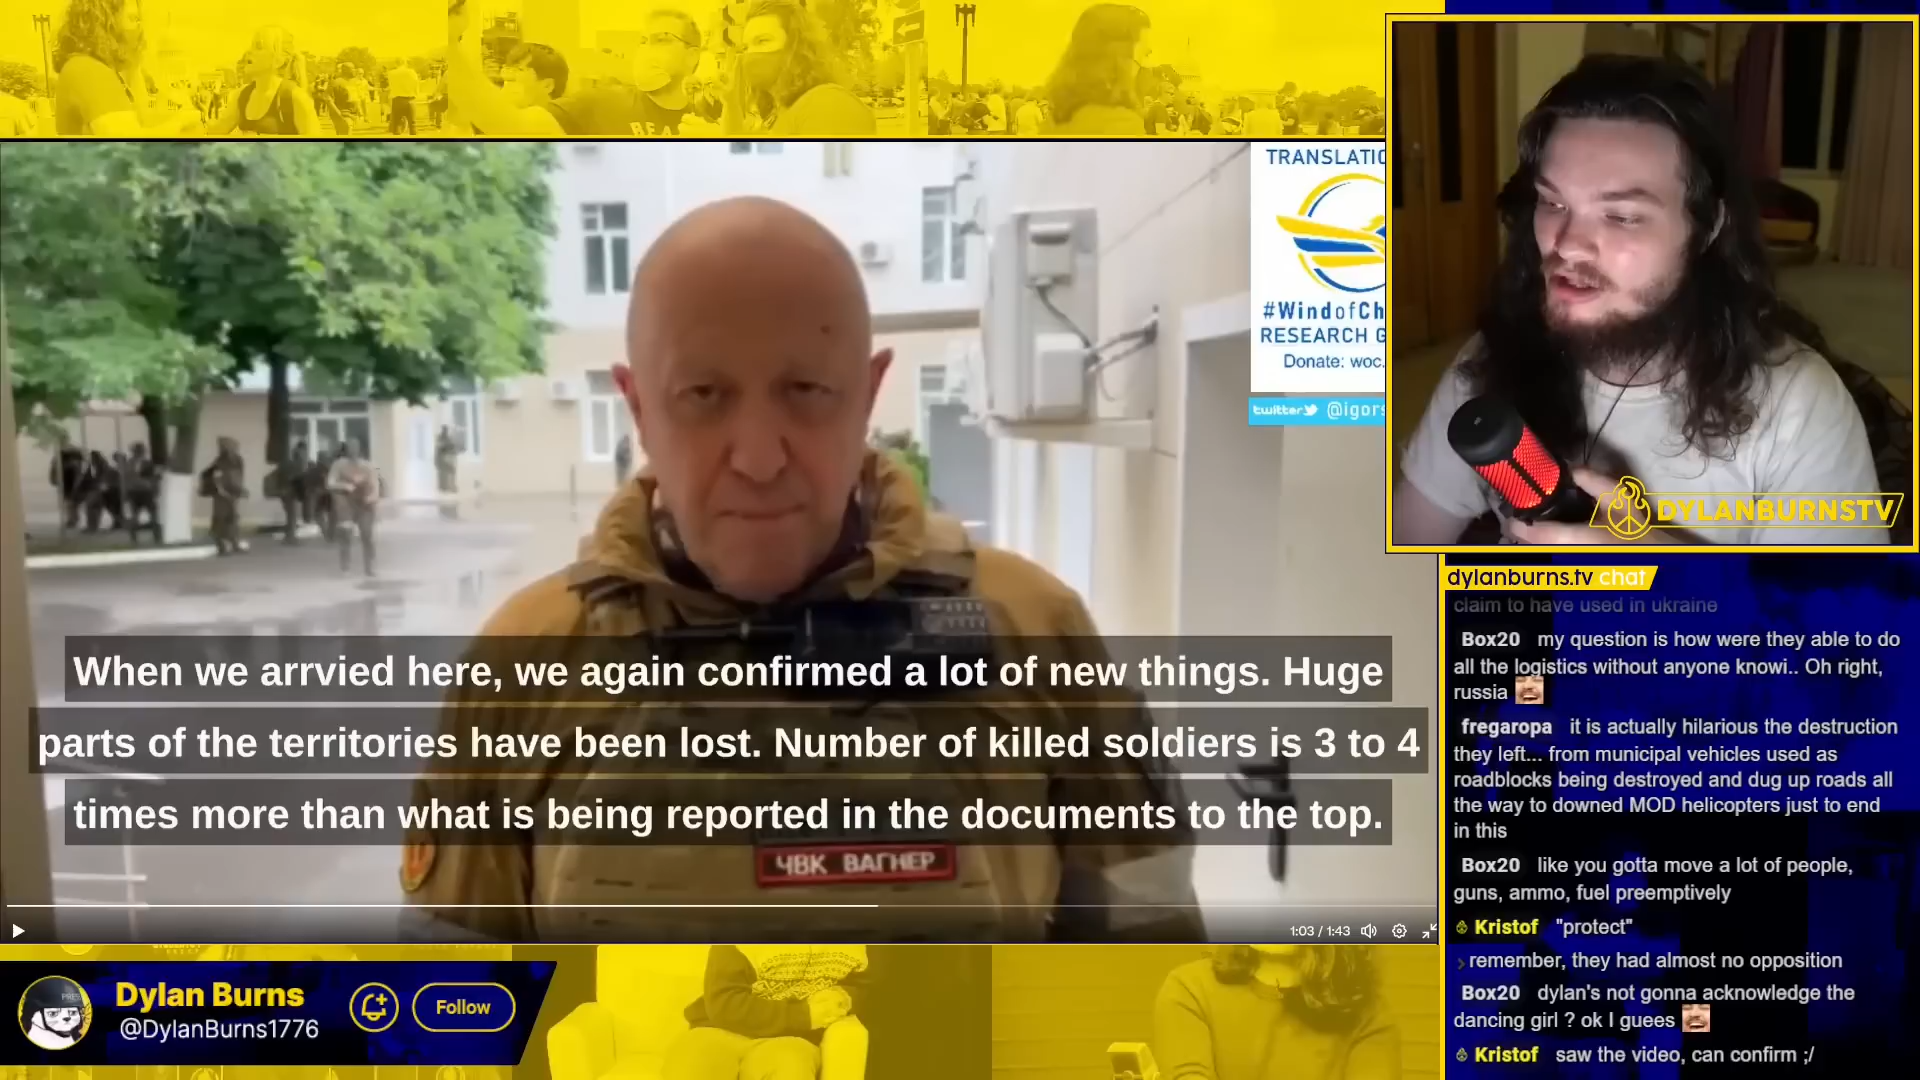 BEA
TRANSLATIO
#WindofCh
RESEARCH G
Donate: woc.
twitter @igors
When we arrvied here, we again confirmed a lot of new things. Huge
parts of the territories have been lost. Number of killed soldiers is 3 to 4
times more than what is being reported in the documents to the top.
ЧВК ВАГНЕР
1:03 / 1:43
DYLANBURNSTV
dylanburns.tv chat
claim to have used in ukraine
Box20 my question is how were they able to do
all the logistics without anyone knowi.. Oh right,
russia
fregaropa it is actually hilarious the destruction
they left... from municipal vehicles used as
roadblocks being destroyed and dug up roads all
the way to downed MOD helicopters just to end
in this
Box20 like you gotta move a lot of people,
guns, ammo, fuel preemptively
Kristof "protect"
remember, they had almost no opposition
Box20 dylan's not gonna acknowledge the
dancing girl ? ok I guees
Kristof saw the video, can confirm ;/
PRESS
Dylan Burns
@DylanBurns1776
Follow